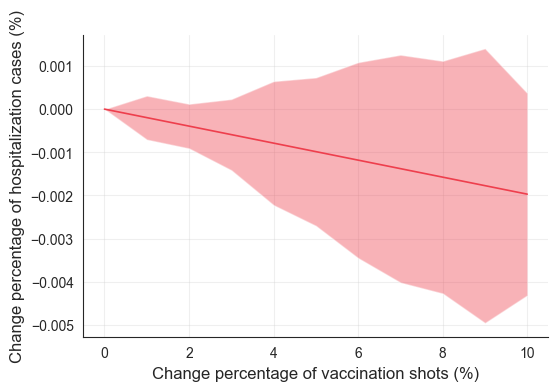 Change percentage of hospitalization cases (%)
0.001
0.000
−0.001
−0.002
−0.003
−0.004
−0.005
0 2 4 6 8 10
Change percentage of vaccination shots (%)